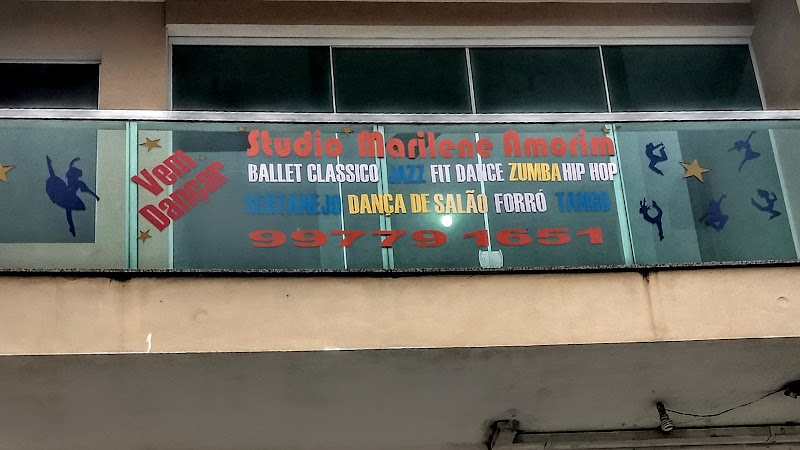 Vem
Dançar
Studio Marilene Amorim
BALLET CLASSICO JAZZ FIT DANCE ZUMBA HIP HOP
SERTANEJO DANÇA DE SALÃO FORRÓ TANGO
99779 1651